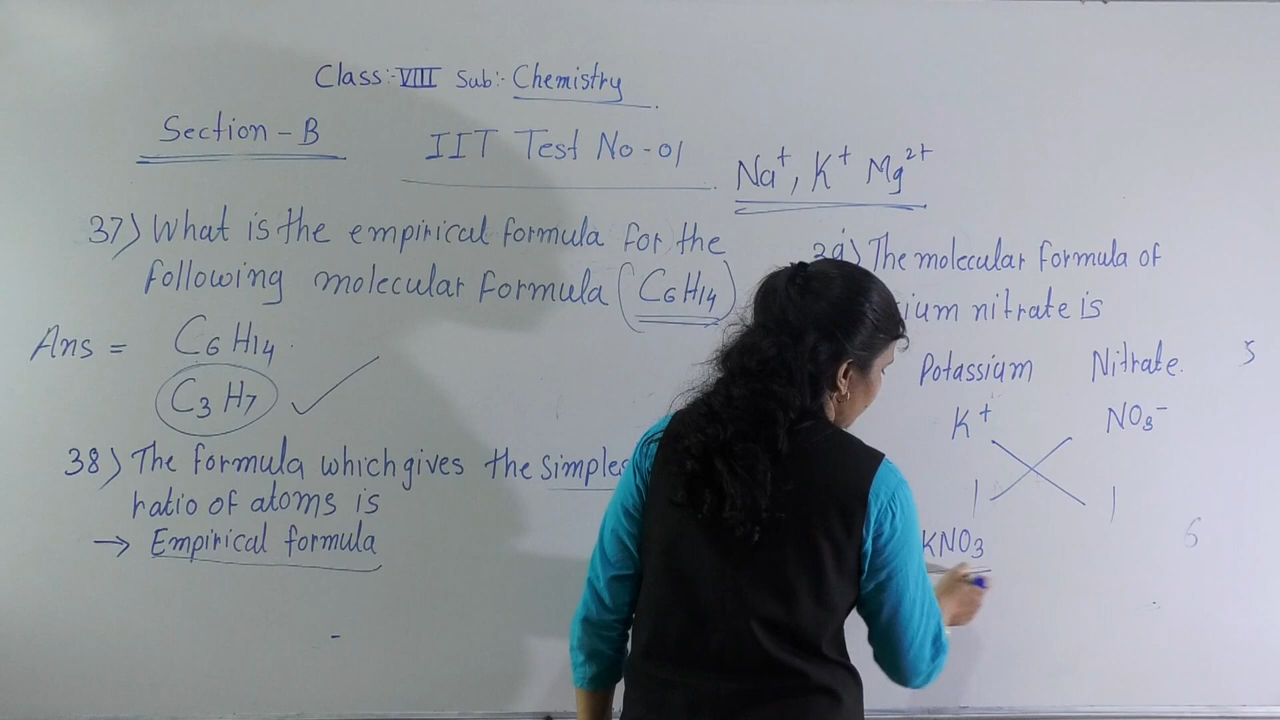 Class:-VIII Sub:- Chemistry
Section - B
IIT Test No-01
Na⁺, K⁺ Mg²⁺
37) What is the empirical formula for the
following molecular formula (C₆H₁₄)
Ans = C₆H₁₄
C₃H₇ ✓
38) The formula which gives the simples
ratio of atoms is
→ Empirical formula
39) The molecular formula of
ium nitrate is
Potassium Nitrate.
K⁺ NO₃⁻
1 1
KNO₃
5
6